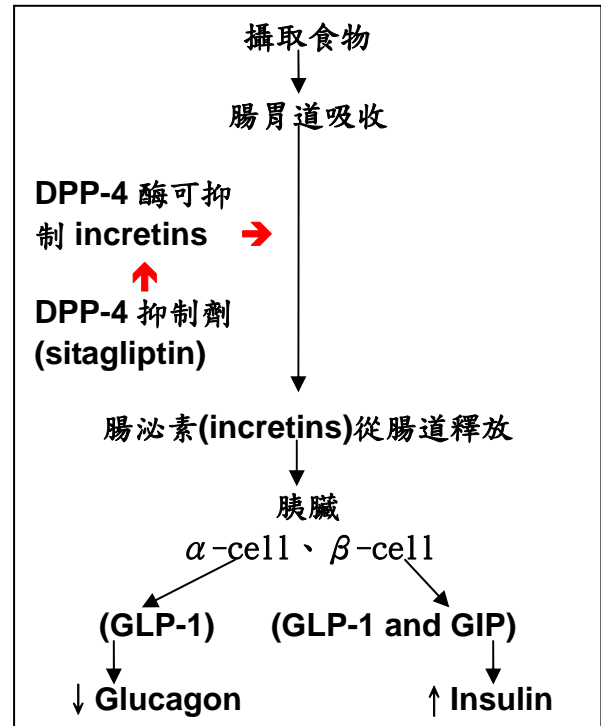 攝取食物
腸胃道吸收
DPP-4 酶可抑
制 incretins
DPP-4 抑制劑
(sitagliptin)
腸泌素(incretins)從腸道釋放
胰臟
α-cell、β-cell
(GLP-1) (GLP-1 and GIP)
↓ Glucagon ↑ Insulin